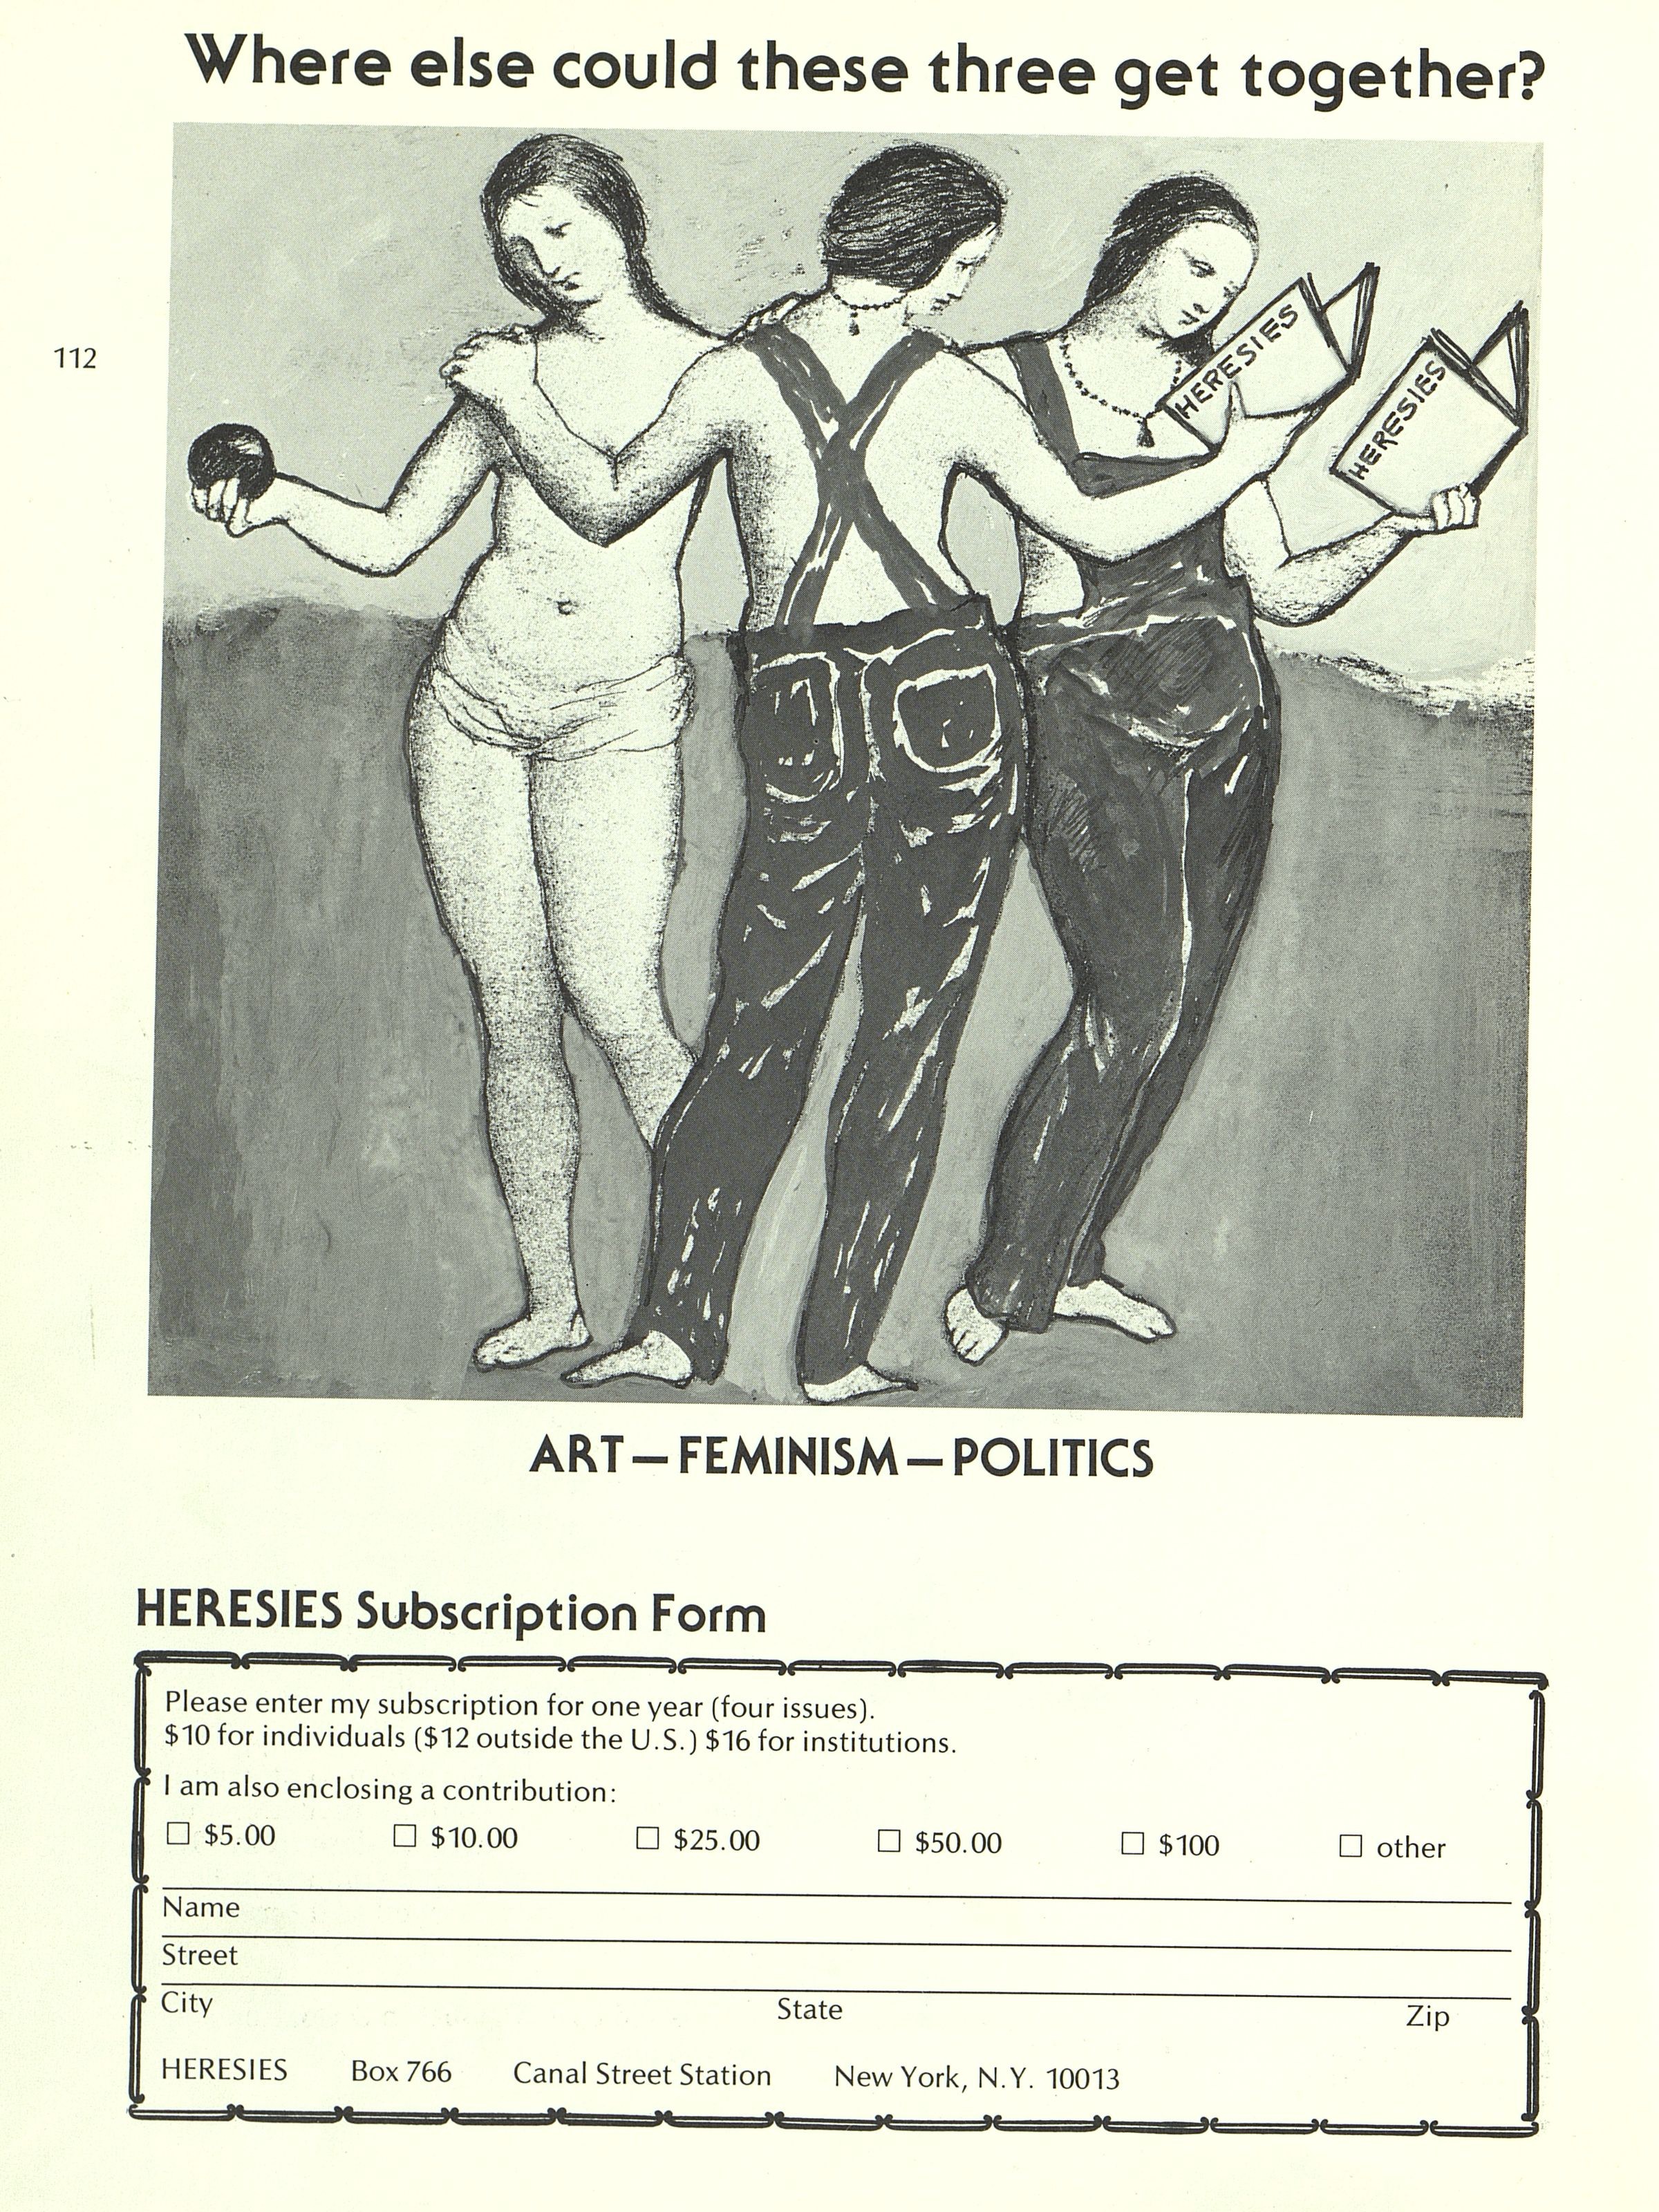 Where else could these three get together?
112
HERESIES
HERESIES
ART—FEMINISM—POLITICS
HERESIES Subscription Form
Please enter my subscription for one year (four issues).
$10 for individuals ($12 outside the U.S.) $16 for institutions.
I am also enclosing a contribution:
☐ $5.00 ☐ $10.00 ☐ $25.00 ☐ $50.00 ☐ $100 ☐ other
Name
Street
City State Zip
HERESIES Box 766 Canal Street Station New York, N.Y. 10013